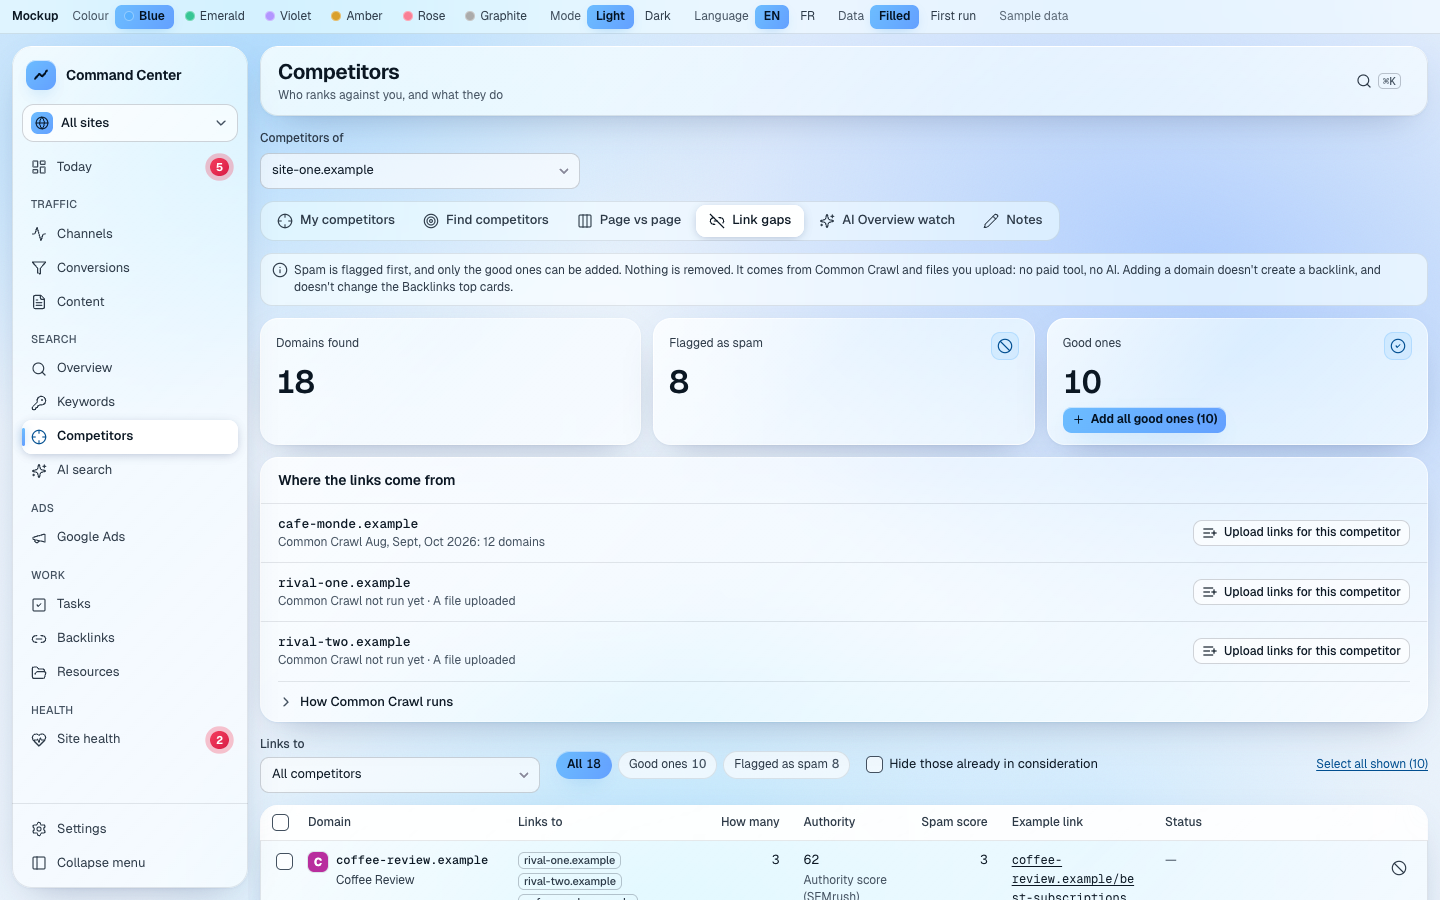 Mockup Colour Blue Emerald Violet Amber Rose Graphite Mode Light Dark Language EN FR Data Filled First run Sample data
Command Center
All sites
Today 5
TRAFFIC
Channels
Conversions
Content
SEARCH
Overview
Keywords
Competitors
AI search
ADS
Google Ads
WORK
Tasks
Backlinks
Resources
HEALTH
Site health 2
Settings
Collapse menu
Competitors
Who ranks against you, and what they do
⌘K
Competitors of
site-one.example
My competitors Find competitors Page vs page Link gaps AI Overview watch Notes
Spam is flagged first, and only the good ones can be added. Nothing is removed. It comes from Common Crawl and files you upload: no paid tool, no AI. Adding a domain doesn't create a backlink, and
doesn't change the Backlinks top cards.
Domains found
18
Flagged as spam
8
Good ones
10
Add all good ones (10)
Where the links come from
cafe-monde.example
Common Crawl Aug, Sept, Oct 2026: 12 domains
Upload links for this competitor
rival-one.example
Common Crawl not run yet · A file uploaded
Upload links for this competitor
rival-two.example
Common Crawl not run yet · A file uploaded
Upload links for this competitor
How Common Crawl runs
Links to
All competitors
All 18 Good ones 10 Flagged as spam 8 Hide those already in consideration Select all shown (10)
Domain Links to How many Authority Spam score Example link Status
C coffee-review.example rival-one.example 3 62 3 coffee- —
Coffee Review rival-two.example Authority score review.example/be
(SEMrush) st-subscriptions